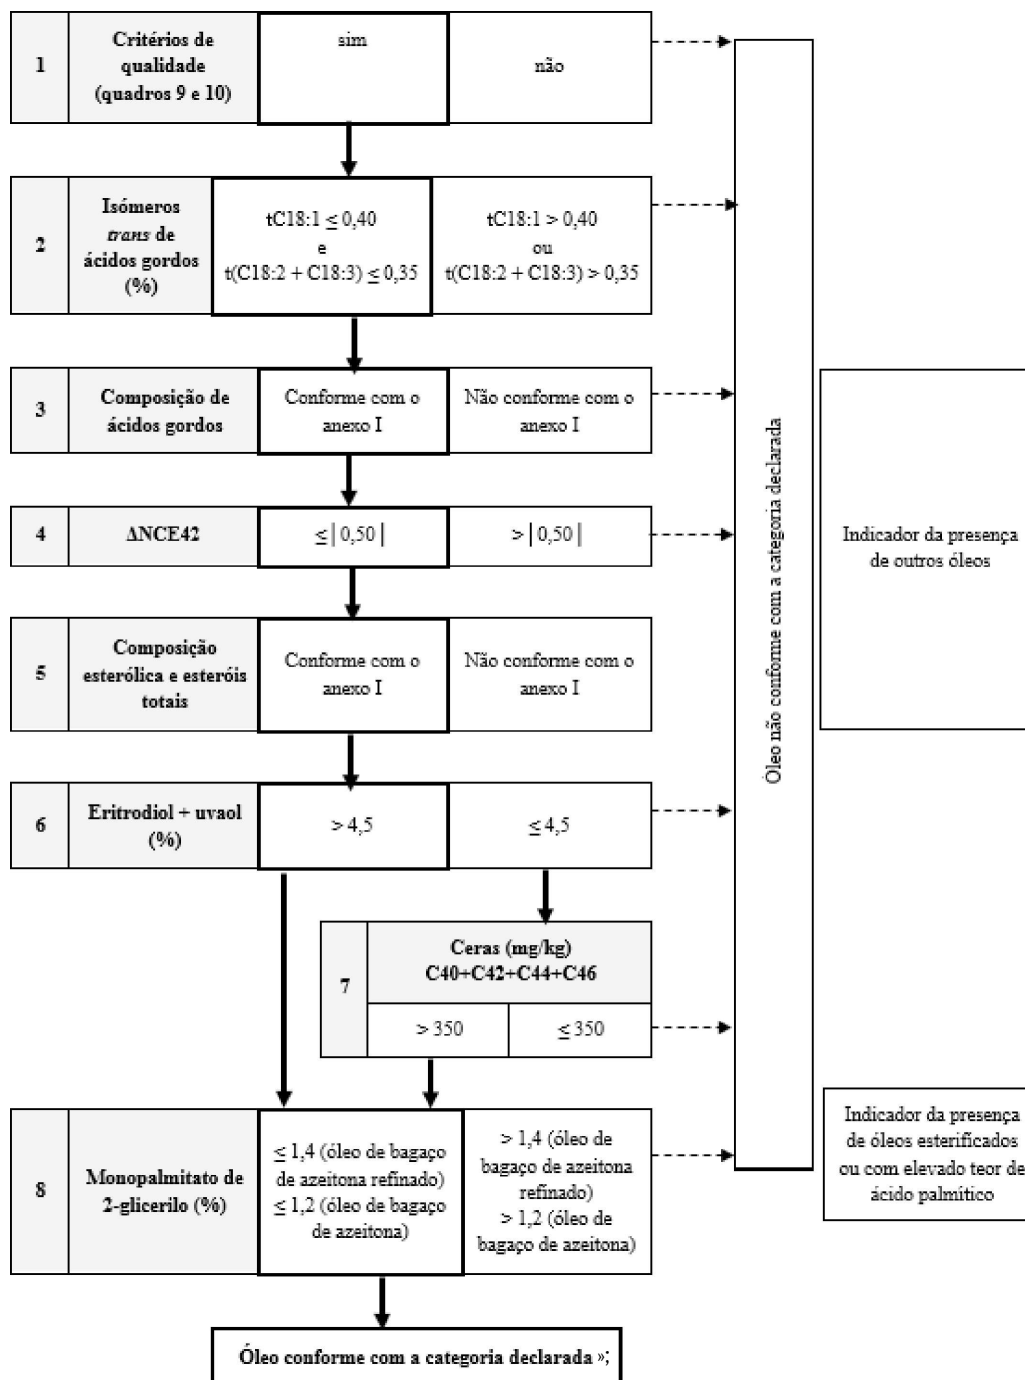 1
Critérios de
qualidade
(quadros 9 e 10)
sim
não
2
Isómeros
trans de
ácidos gordos
(%)
tC18:1 ≤ 0,40
e
t(C18:2 + C18:3) ≤ 0,35
tC18:1 > 0,40
ou
t(C18:2 + C18:3) > 0,35
3
Composição de
ácidos gordos
Conforme com o
anexo I
Não conforme com o
anexo I
4
ΔNCE42
≤ | 0,50 |
> | 0,50 |
5
Composição
esterólica e esteróis
totais
Conforme com o
anexo I
Não conforme com o
anexo I
6
Eritrodiol + uvaol
(%)
> 4,5
≤ 4,5
7
Ceras (mg/kg)
C40+C42+C44+C46
> 350
≤ 350
8
Monopalmitato de
2-glicerilo (%)
≤ 1,4 (óleo de bagaço
de azeitona refinado)
≤ 1,2 (óleo de bagaço
de azeitona)
> 1,4 (óleo de
bagaço de azeitona
refinado)
> 1,2 (óleo de
bagaço de azeitona)
Óleo não conforme com a categoria declarada
Indicador da presença
de outros óleos
Indicador da presença
de óleos esterificados
ou com elevado teor de
ácido palmítico
Óleo conforme com a categoria declarada »;